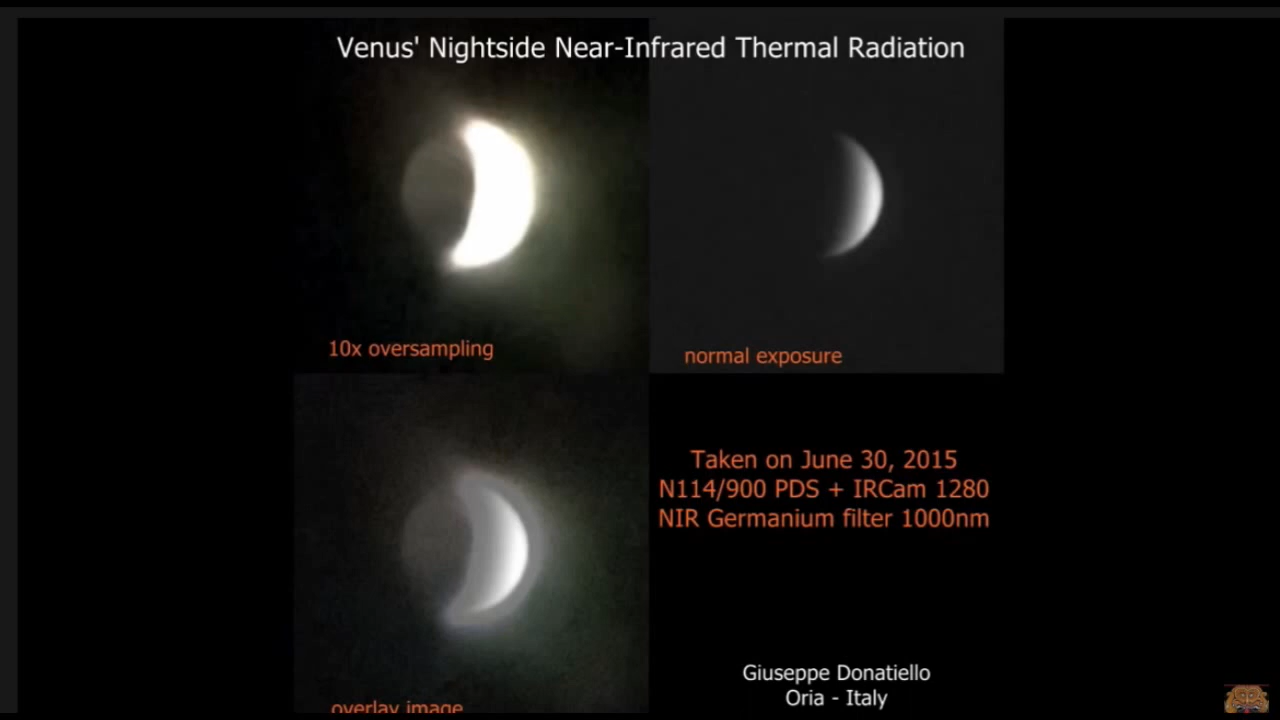 Venus' Nightside Near-Infrared Thermal Radiation
10x oversampling
normal exposure
Taken on June 30, 2015
N114/900 PDS + IRCam 1280
NIR Germanium filter 1000nm
overlay image
Giuseppe Donatiello
Oria - Italy